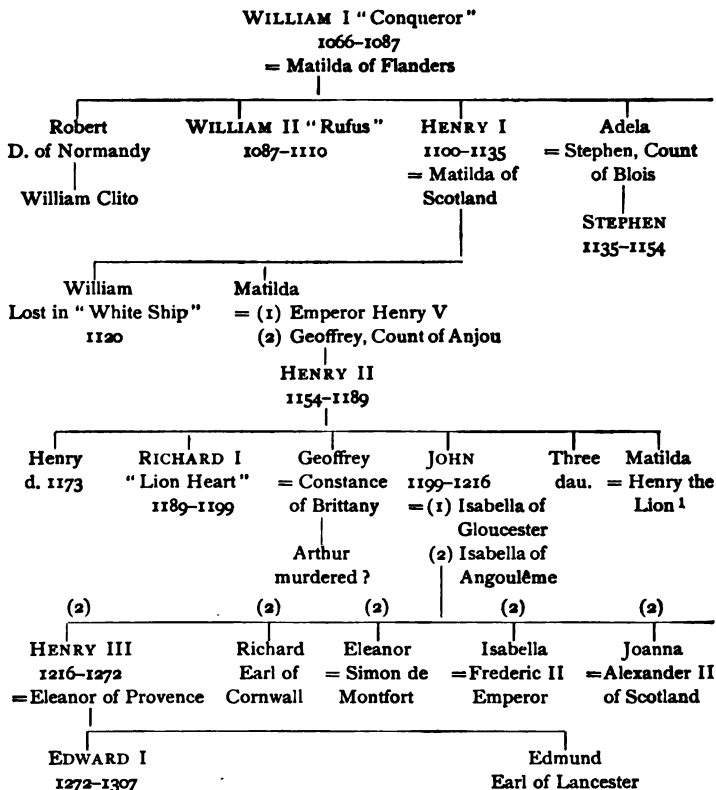 WILLIAM I "Conqueror"
1066–1087
= Matilda of Flanders
Robert
D. of Normandy
William Clito
WILLIAM II "Rufus"
1087–1110
HENRY I
1100–1135
= Matilda of
Scotland
Adela
= Stephen, Count
of Blois
STEPHEN
1135–1154
William
Lost in "White Ship"
1120
Matilda
= (1) Emperor Henry V
(2) Geoffrey, Count of Anjou
HENRY II
1154–1189
Henry
d. 1173
RICHARD I
"Lion Heart"
1189–1199
Geoffrey
= Constance
of Brittany
Arthur
murdered ?
JOHN
1199–1216
= (1) Isabella of
Gloucester
(2) Isabella of
Angoulême
Three
dau.
Matilda
= Henry the
Lion 1
(2)
HENRY III
1216–1272
=Eleanor of Provence
(2)
Richard
Earl of
Cornwall
(2)
Eleanor
= Simon de
Montfort
(2)
Isabella
=Frederic II
Emperor
(2)
Joanna
=Alexander II
of Scotland
EDWARD I
1272–1307
Edmund
Earl of Lancester